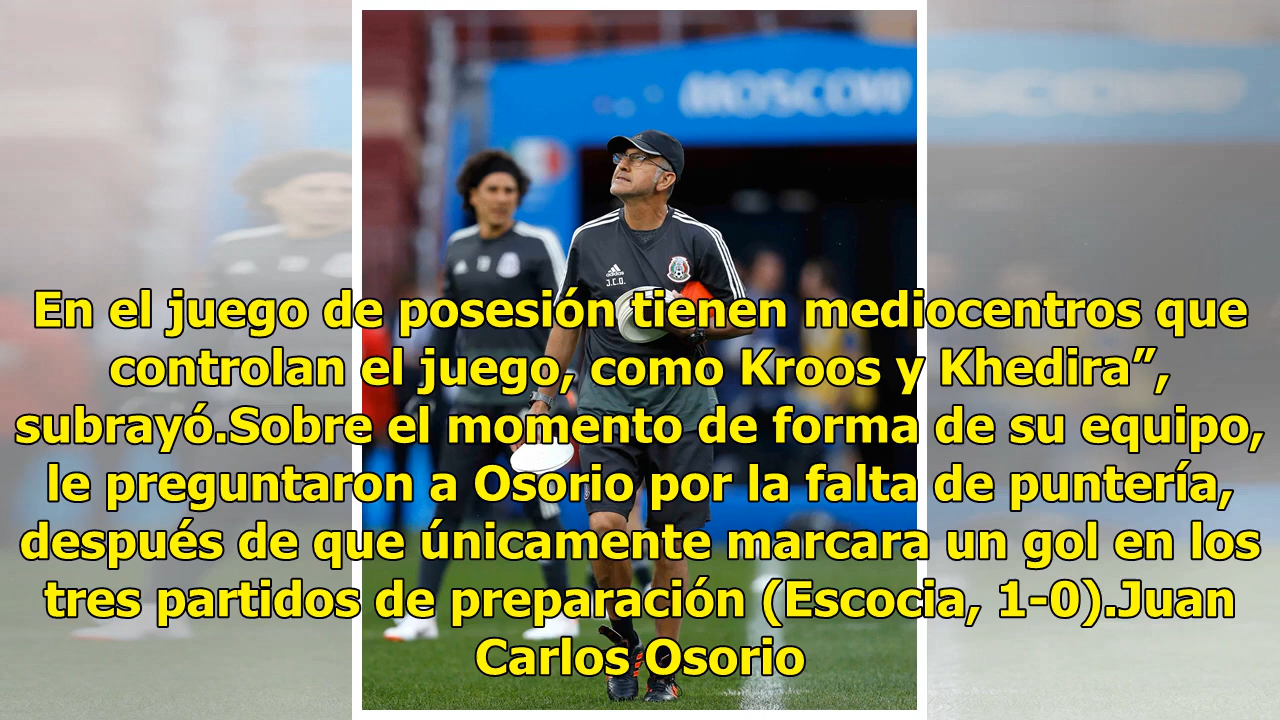 MOSCOW
adidas
J.C.O.
En el juego de posesión tienen mediocentros que
controlan el juego, como Kroos y Khedira”,
subrayó.Sobre el momento de forma de su equipo,
le preguntaron a Osorio por la falta de puntería,
después de que únicamente marcara un gol en los
tres partidos de preparación (Escocia, 1-0).Juan
Carlos Osorio